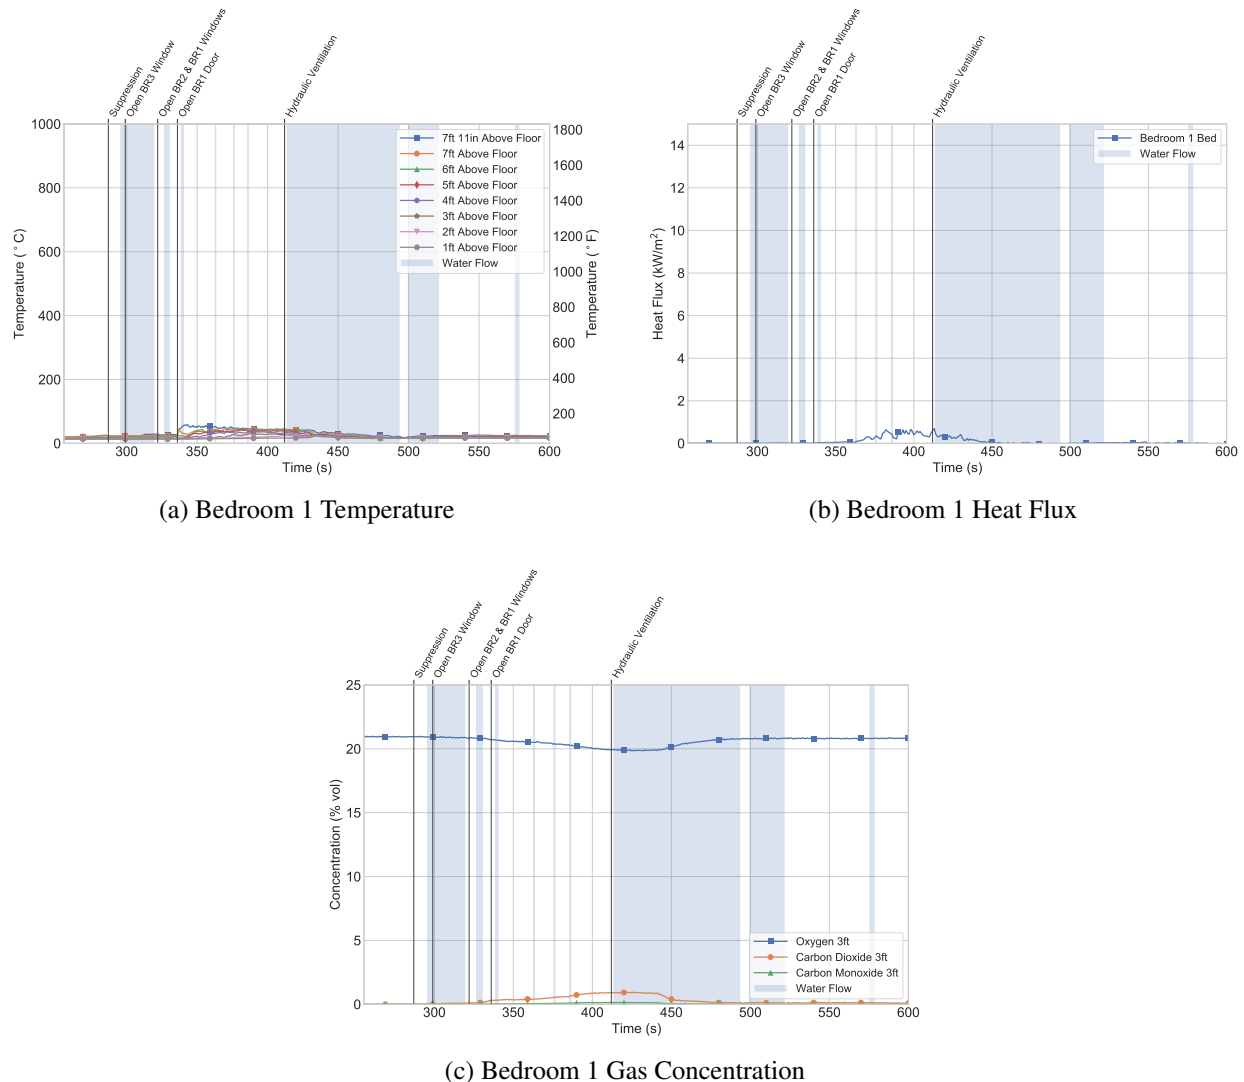 Suppression
Open BR3 Window
Open BR2 & BR1 Windows
Open BR1 Door
Hydraulic Ventilation
1000
800
600
400
200
0
Temperature (°C)
1800
1600
1400
1200
1000
800
600
400
200
Temperature (°F)
7ft 11in Above Floor
7ft Above Floor
6ft Above Floor
5ft Above Floor
4ft Above Floor
3ft Above Floor
2ft Above Floor
1ft Above Floor
Water Flow
300 350 400 450 500 550 600
Time (s)
(a) Bedroom 1 Temperature
Suppression
Open BR3 Window
Open BR2 & BR1 Windows
Open BR1 Door
Hydraulic Ventilation
14
12
10
8
6
4
2
0
Heat Flux (kW/m²)
Bedroom 1 Bed
Water Flow
300 350 400 450 500 550 600
Time (s)
(b) Bedroom 1 Heat Flux
Suppression
Open BR3 Window
Open BR2 & BR1 Windows
Open BR1 Door
Hydraulic Ventilation
25
20
15
10
5
0
Concentration (% vol)
Oxygen 3ft
Carbon Dioxide 3ft
Carbon Monoxide 3ft
Water Flow
300 350 400 450 500 550 600
Time (s)
(c) Bedroom 1 Gas Concentration